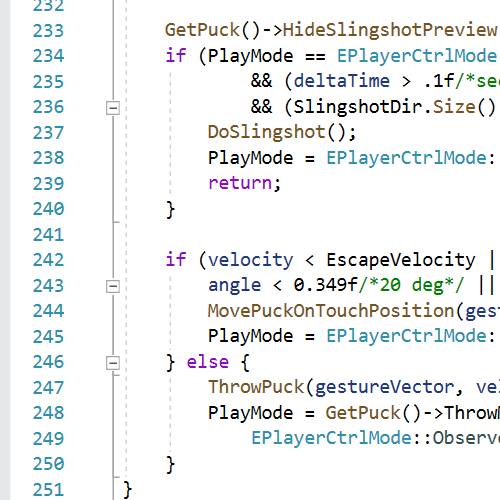 232
233 GetPuck()->HideSlingshotPreview
234 if (PlayMode == EPlayerCtrlMode
235 && (deltaTime > .1f/*sec
236 && (SlingshotDir.Size()
237 DoSlingshot();
238 PlayMode = EPlayerCtrlMode:
239 return;
240 }
241
242 if (velocity < EscapeVelocity |
243 angle < 0.349f/*20 deg*/ ||
244 MovePuckOnTouchPosition(gest
245 PlayMode = EPlayerCtrlMode:
246 } else {
247 ThrowPuck(gestureVector, vel
248 PlayMode = GetPuck()->ThrowM
249 EPlayerCtrlMode::Observe
250 }
251 }